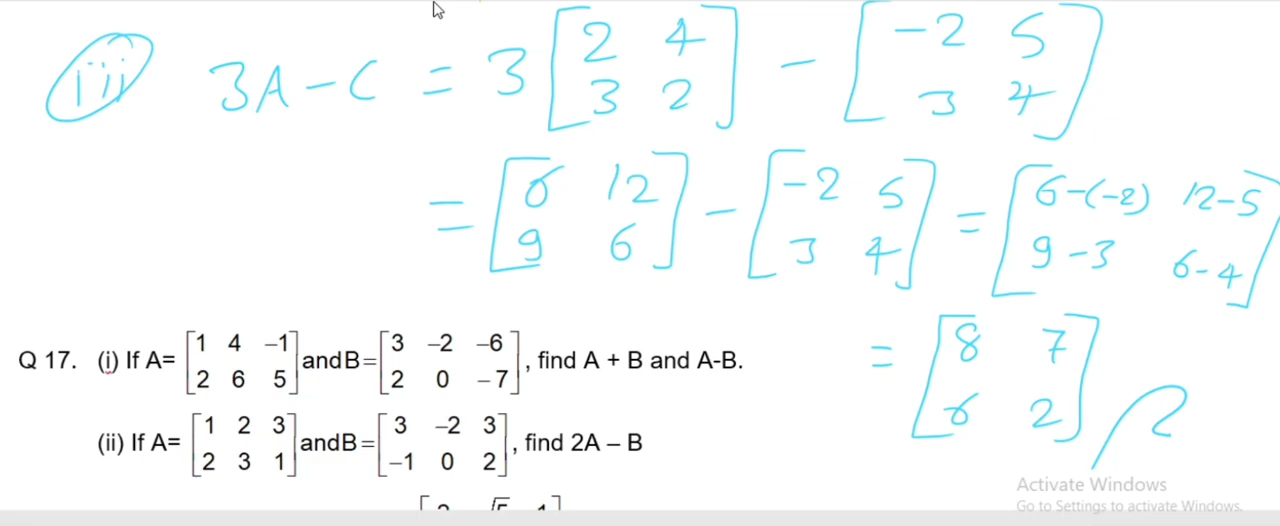 iii 3A - C = 3 [2 4 3 2] - [-2 5 3 4]
= [6 12 9 6] - [-2 5 3 4] = [6-(-2) 12-5 9-3 6-4]
= [8 7 6 2]
Q 17. (i) If A= [1 4 –1 2 6 5] and B= [3 –2 –6 2 0 –7], find A + B and A-B.
(ii) If A= [1 2 3 2 3 1] and B= [3 –2 3 –1 0 2], find 2A – B
Activate Windows
Go to Settings to activate Windows.